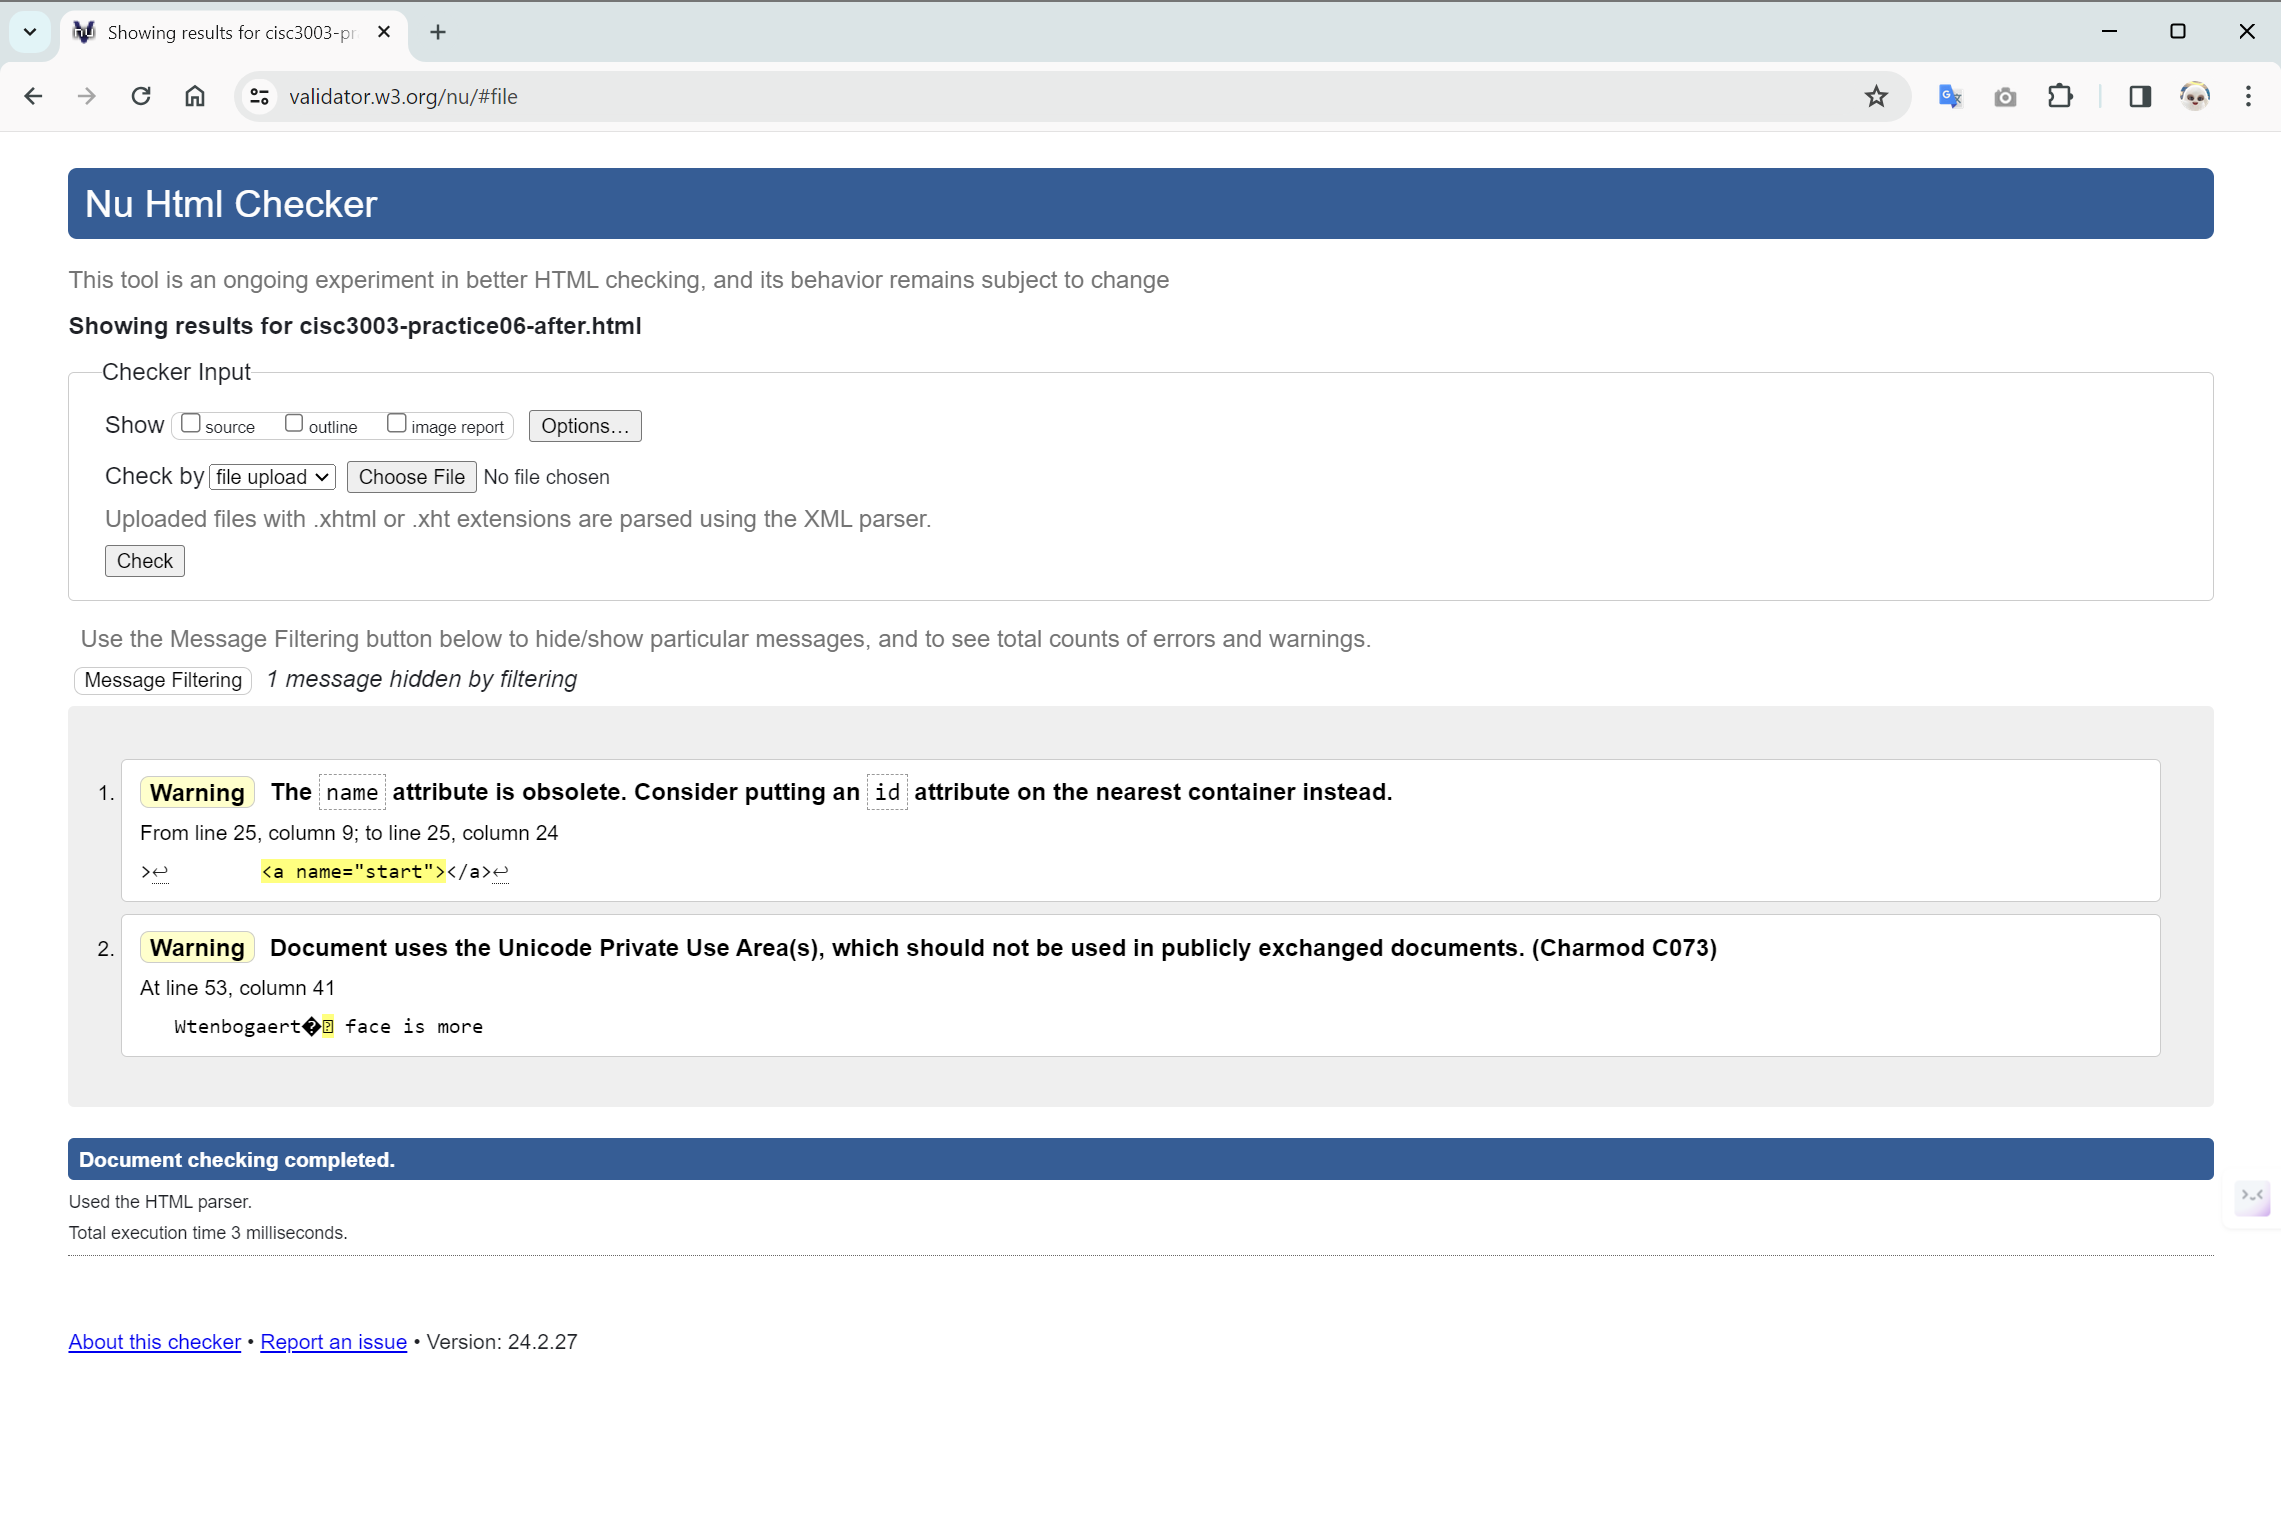 Showing results for cisc3003-pr
validator.w3.org/nu/#file
Nu Html Checker
This tool is an ongoing experiment in better HTML checking, and its behavior remains subject to change
Showing results for cisc3003-practice06-after.html
Checker Input
Show source outline image report Options...
Check by file upload Choose File No file chosen
Uploaded files with .xhtml or .xht extensions are parsed using the XML parser.
Check
Use the Message Filtering button below to hide/show particular messages, and to see total counts of errors and warnings.
Message Filtering 1 message hidden by filtering
1. Warning The name attribute is obsolete. Consider putting an id attribute on the nearest container instead.
From line 25, column 9; to line 25, column 24
>↩ <a name="start"></a>↩
2. Warning Document uses the Unicode Private Use Area(s), which should not be used in publicly exchanged documents. (Charmod C073)
At line 53, column 41
Wtenbogaert� face is more
Document checking completed.
Used the HTML parser.
Total execution time 3 milliseconds.
About this checker • Report an issue • Version: 24.2.27